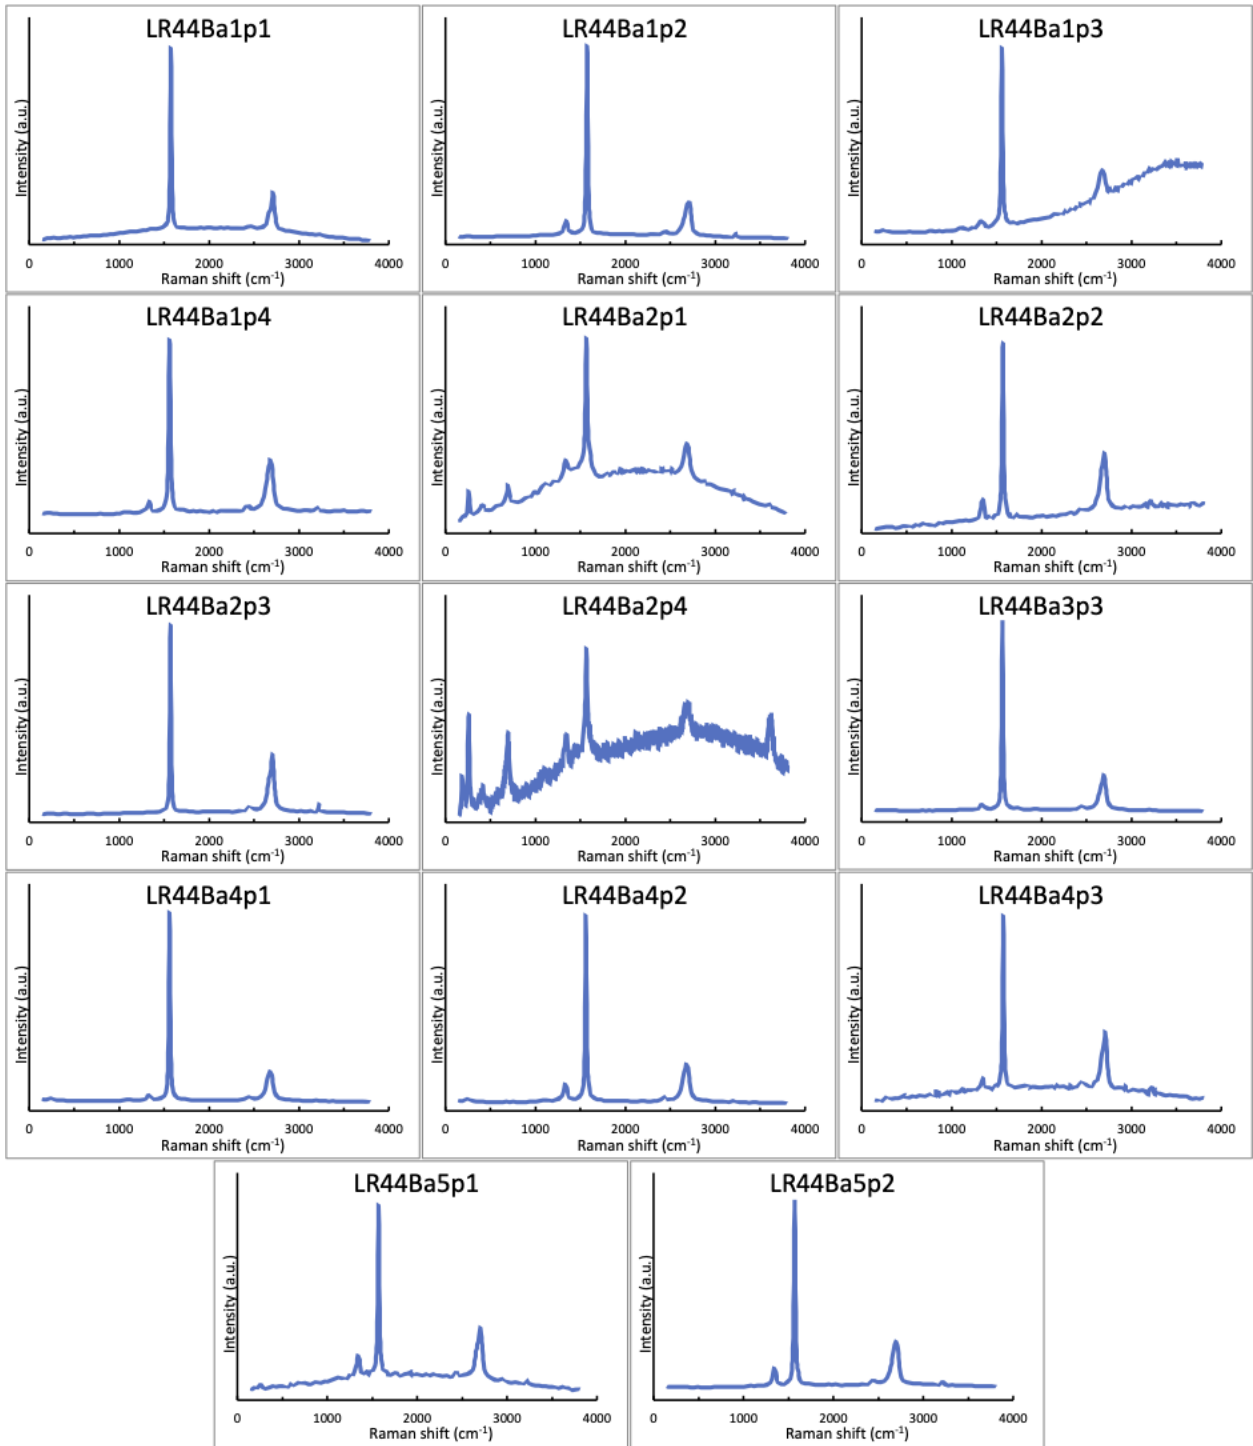 LR44Ba1p1
Intensity (a.u.)
0 1000 2000 3000 4000
Raman shift (cm⁻¹)
LR44Ba1p2
Intensity (a.u.)
0 1000 2000 3000 4000
Raman shift (cm⁻¹)
LR44Ba1p3
Intensity (a.u.)
0 1000 2000 3000 4000
Raman shift (cm⁻¹)
LR44Ba1p4
Intensity (a.u.)
0 1000 2000 3000 4000
Raman shift (cm⁻¹)
LR44Ba2p1
Intensity (a.u.)
0 1000 2000 3000 4000
Raman shift (cm⁻¹)
LR44Ba2p2
Intensity (a.u.)
0 1000 2000 3000 4000
Raman shift (cm⁻¹)
LR44Ba2p3
Intensity (a.u.)
0 1000 2000 3000 4000
Raman shift (cm⁻¹)
LR44Ba2p4
Intensity (a.u.)
0 1000 2000 3000 4000
Raman shift (cm⁻¹)
LR44Ba3p3
Intensity (a.u.)
0 1000 2000 3000 4000
Raman shift (cm⁻¹)
LR44Ba4p1
Intensity (a.u.)
0 1000 2000 3000 4000
Raman shift (cm⁻¹)
LR44Ba4p2
Intensity (a.u.)
0 1000 2000 3000 4000
Raman shift (cm⁻¹)
LR44Ba4p3
Intensity (a.u.)
0 1000 2000 3000 4000
Raman shift (cm⁻¹)
LR44Ba5p1
Intensity (a.u.)
0 1000 2000 3000 4000
Raman shift (cm⁻¹)
LR44Ba5p2
Intensity (a.u.)
0 1000 2000 3000 4000
Raman shift (cm⁻¹)